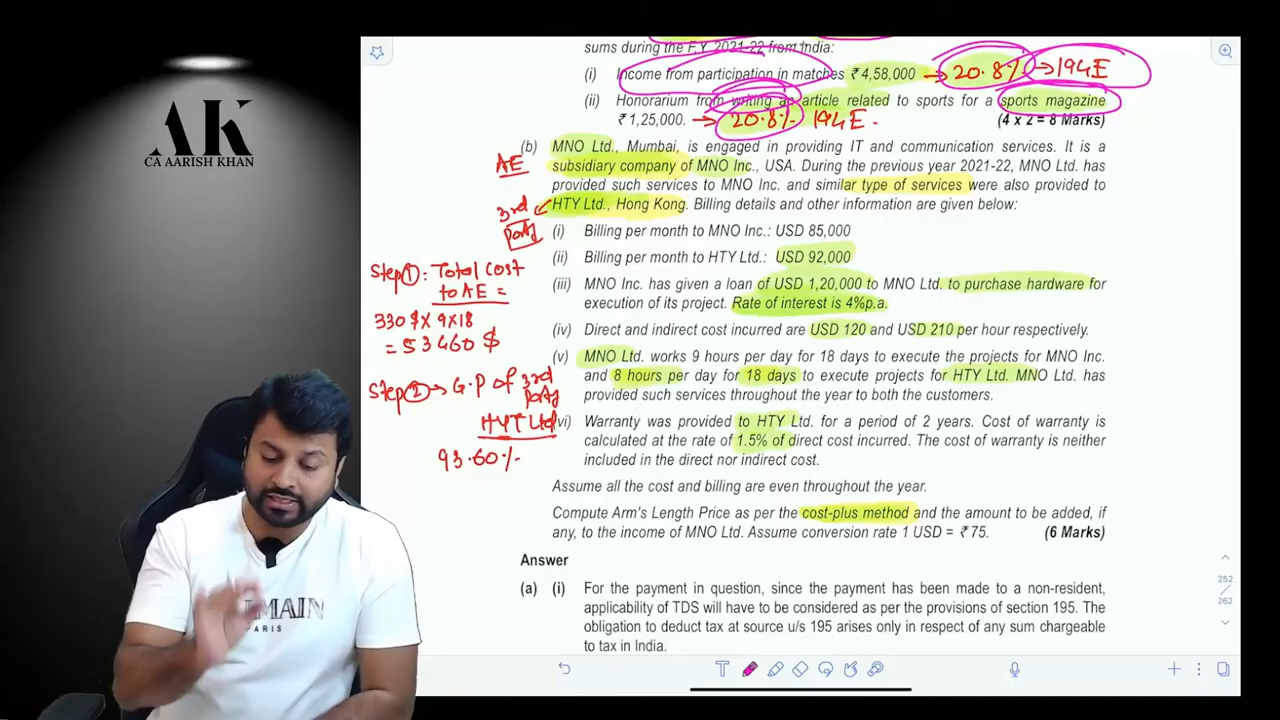 AK
CA AARISH KHAN
sums during the F.Y. 2021-22 from India:
(i) Income from participation in matches ₹ 4,58,000 → 20.8% → 194E
(ii) Honorarium from writing an article related to sports for a sports magazine
₹ 1,25,000. → 20.8% 194E. (4 x 2 = 8 Marks)
(b) MNO Ltd., Mumbai, is engaged in providing IT and communication services. It is a
AE subsidiary company of MNO Inc., USA. During the previous year 2021-22, MNO Ltd. has
provided such services to MNO Inc. and similar type of services were also provided to
3rd Party HTY Ltd., Hong Kong. Billing details and other information are given below:
(i) Billing per month to MNO Inc.: USD 85,000
(ii) Billing per month to HTY Ltd.: USD 92,000
(iii) MNO Inc. has given a loan of USD 1,20,000 to MNO Ltd. to purchase hardware for
execution of its project. Rate of interest is 4%p.a.
(iv) Direct and indirect cost incurred are USD 120 and USD 210 per hour respectively.
(v) MNO Ltd. works 9 hours per day for 18 days to execute the projects for MNO Inc.
and 8 hours per day for 18 days to execute projects for HTY Ltd. MNO Ltd. has
provided such services throughout the year to both the customers.
vi) Warranty was provided to HTY Ltd. for a period of 2 years. Cost of warranty is
calculated at the rate of 1.5% of direct cost incurred. The cost of warranty is neither
included in the direct nor indirect cost.
Assume all the cost and billing are even throughout the year.
Compute Arm's Length Price as per the cost-plus method and the amount to be added, if
any, to the income of MNO Ltd. Assume conversion rate 1 USD = ₹ 75. (6 Marks)
Step 1: Total Cost
to AE =
330 $ x 9 x 18
= 53460 $
Step 2 → G.P of 3rd
Party
HYT Ltd
93.60%
Answer
(a) (i) For the payment in question, since the payment has been made to a non-resident,
applicability of TDS will have to be considered as per the provisions of section 195. The
obligation to deduct tax at source u/s 195 arises only in respect of any sum chargeable
to tax in India.
252
262
PARIS